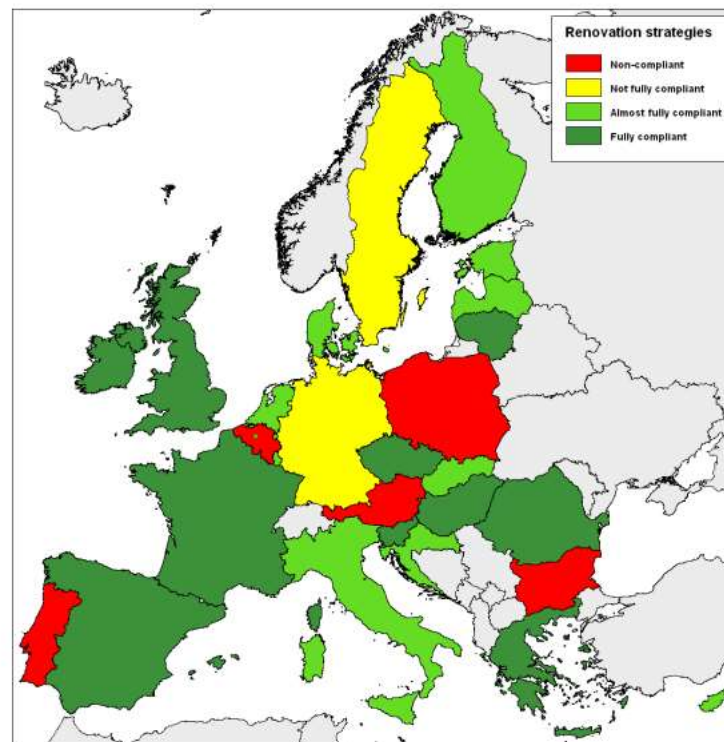 Renovation strategies
Non-compliant
Not fully compliant
Almost fully compliant
Fully compliant